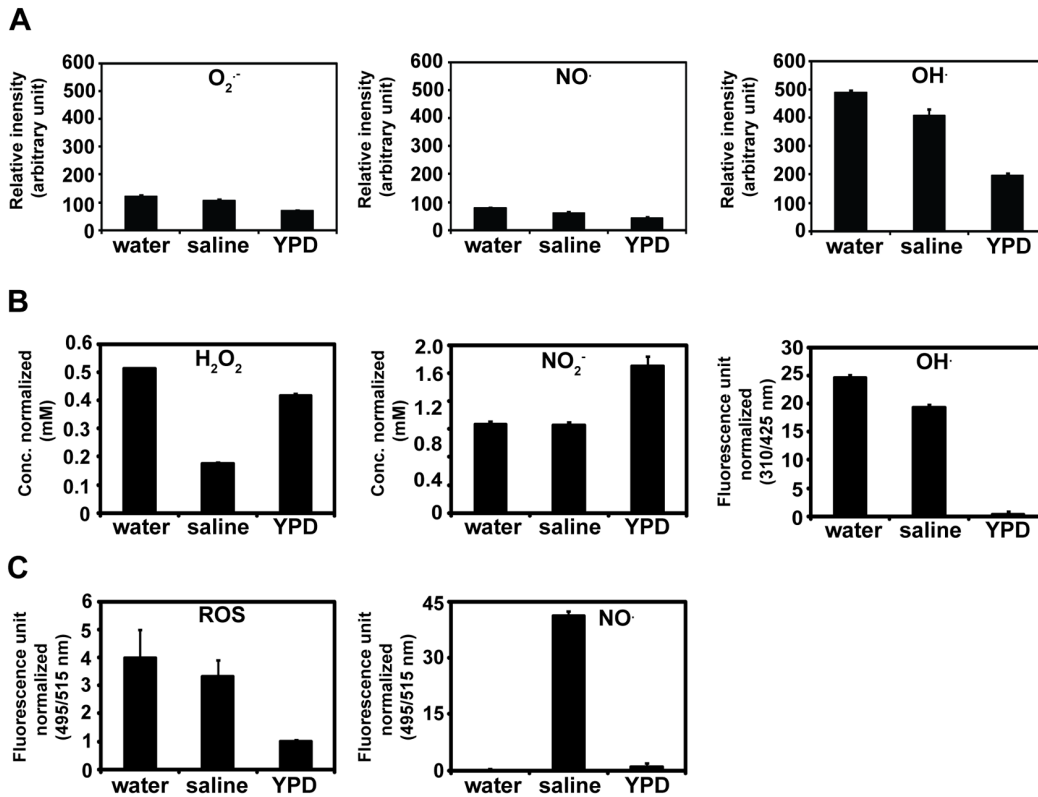 A
Relative inensity
(arbitrary unit)
600
500
400
300
200
100
0
O₂·⁻
water saline YPD
Relative inensity
(arbitrary unit)
600
500
400
300
200
100
0
NO·
water saline YPD
Relative inensity
(arbitrary unit)
600
500
400
300
200
100
0
OH·
water saline YPD
B
Conc. normalized
(mM)
0.6
0.5
0.4
0.3
0.2
0.1
0
H₂O₂
water saline YPD
Conc. normalized
(mM)
2.0
1.6
1.2
0.8
0.4
0
NO₂⁻
water saline YPD
Fluorescence unit
normalized
(310/425 nm)
30
25
20
15
10
5
0
OH·
water saline YPD
C
Fluorescence unit
normalized
(495/515 nm)
6
5
4
3
2
1
0
ROS
water saline YPD
Fluorescence unit
normalized
(495/515 nm)
45
30
15
0
NO·
water saline YPD